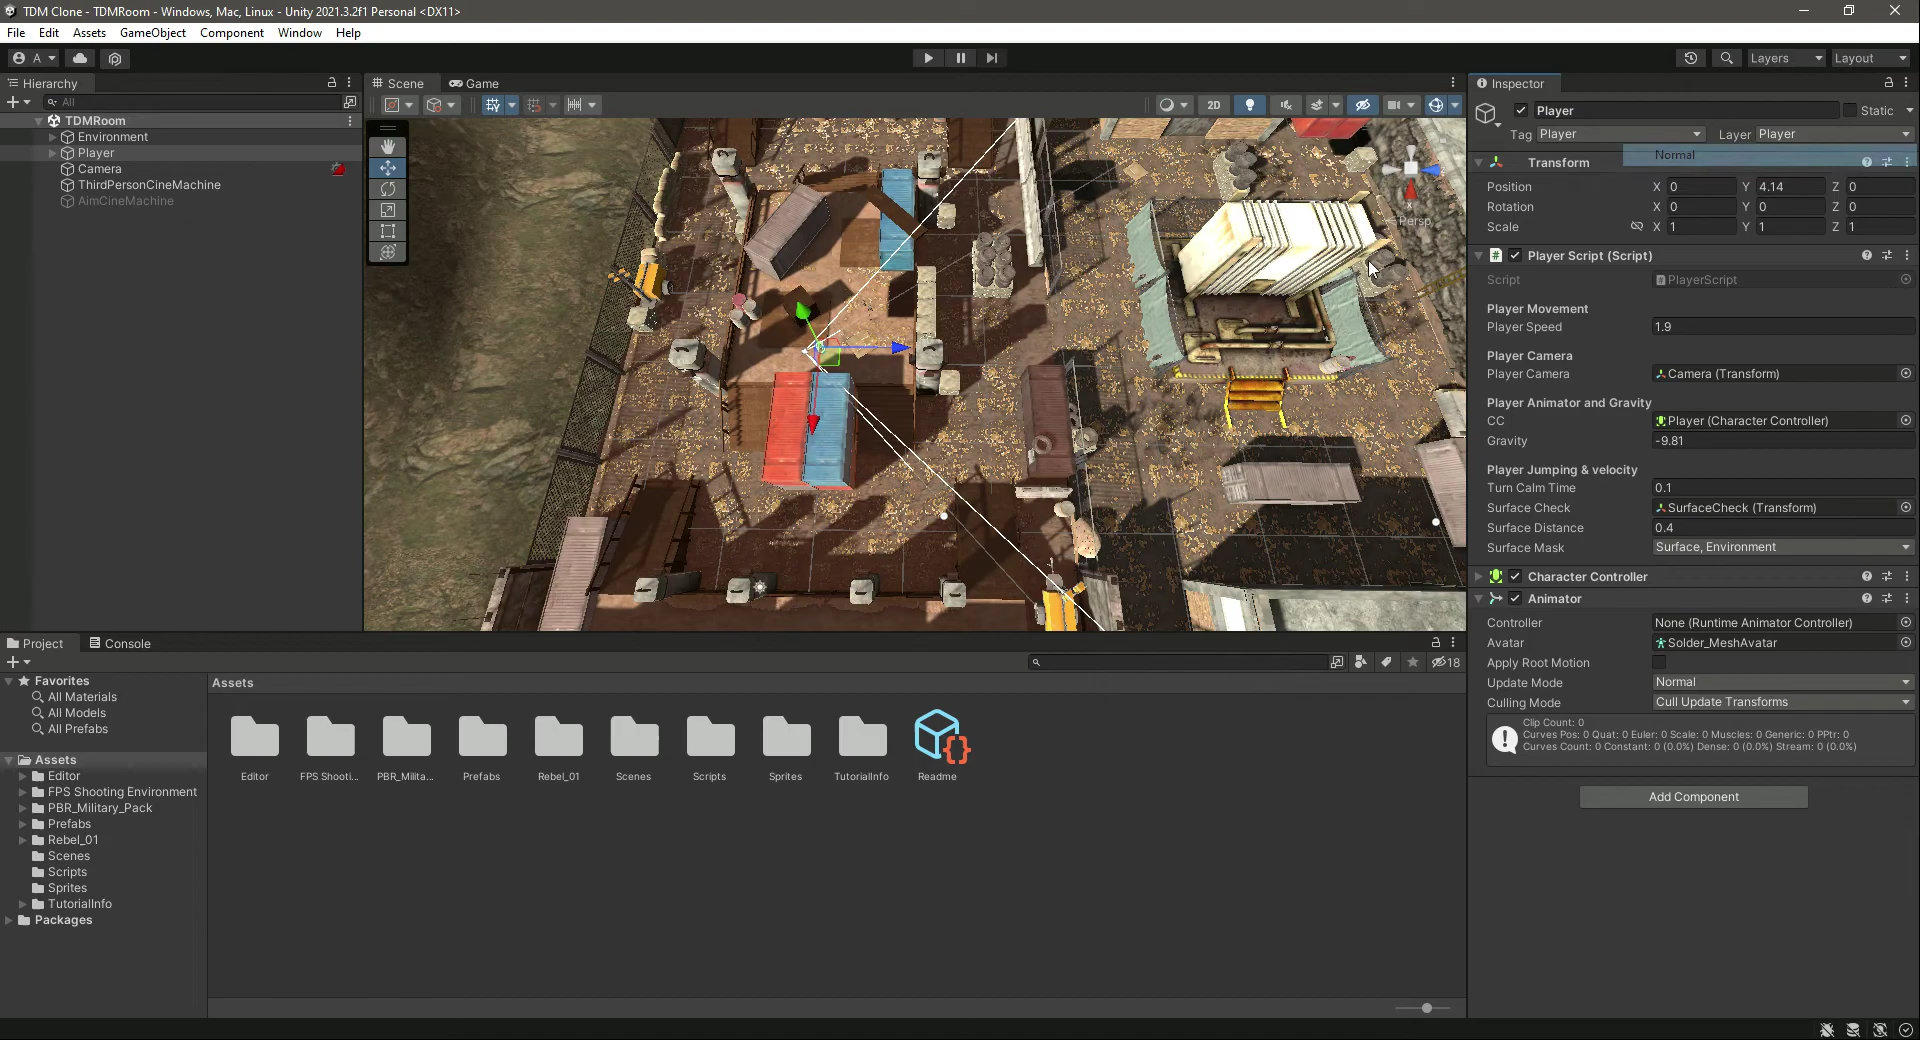 TDM Clone - TDMRoom - Windows, Mac, Linux - Unity 2021.3.2f1 Personal <DX11>
File Edit Assets GameObject Component Window Help
A
Layers
Layout
Hierarchy
All
TDMRoom
Environment
Player
Camera
ThirdPersonCineMachine
AimCineMachine
Scene
Game
2D
Persp
Inspector
Player
Static
Tag Player
Layer Player
Normal
Transform
Position X 0 Y 4.14 Z 0
Rotation X 0 Y 0 Z 0
Scale X 1 Y 1 Z 1
# Player Script (Script)
Script PlayerScript
Player Movement
Player Speed 1.9
Player Camera
Player Camera Camera (Transform)
Player Animator and Gravity
CC Player (Character Controller)
Gravity -9.81
Player Jumping & velocity
Turn Calm Time 0.1
Surface Check SurfaceCheck (Transform)
Surface Distance 0.4
Surface Mask Surface, Environment
Character Controller
Animator
Controller None (Runtime Animator Controller)
Avatar Solder_MeshAvatar
Apply Root Motion
Update Mode Normal
Culling Mode Cull Update Transforms
Clip Count: 0
Curves Pos: 0 Quat: 0 Euler: 0 Scale: 0 Muscles: 0 Generic: 0 PPtr: 0
Curves Count: 0 Constant: 0 (0.0%) Dense: 0 (0.0%) Stream: 0 (0.0%)
Add Component
Project
Console
18
Favorites
All Materials
All Models
All Prefabs
Assets
Editor
FPS Shooting Environment
PBR_Military_Pack
Prefabs
Rebel_01
Scenes
Scripts
Sprites
TutorialInfo
Packages
Assets
Editor
FPS Shooti...
PBR_Milita...
Prefabs
Rebel_01
Scenes
Scripts
Sprites
TutorialInfo
Readme